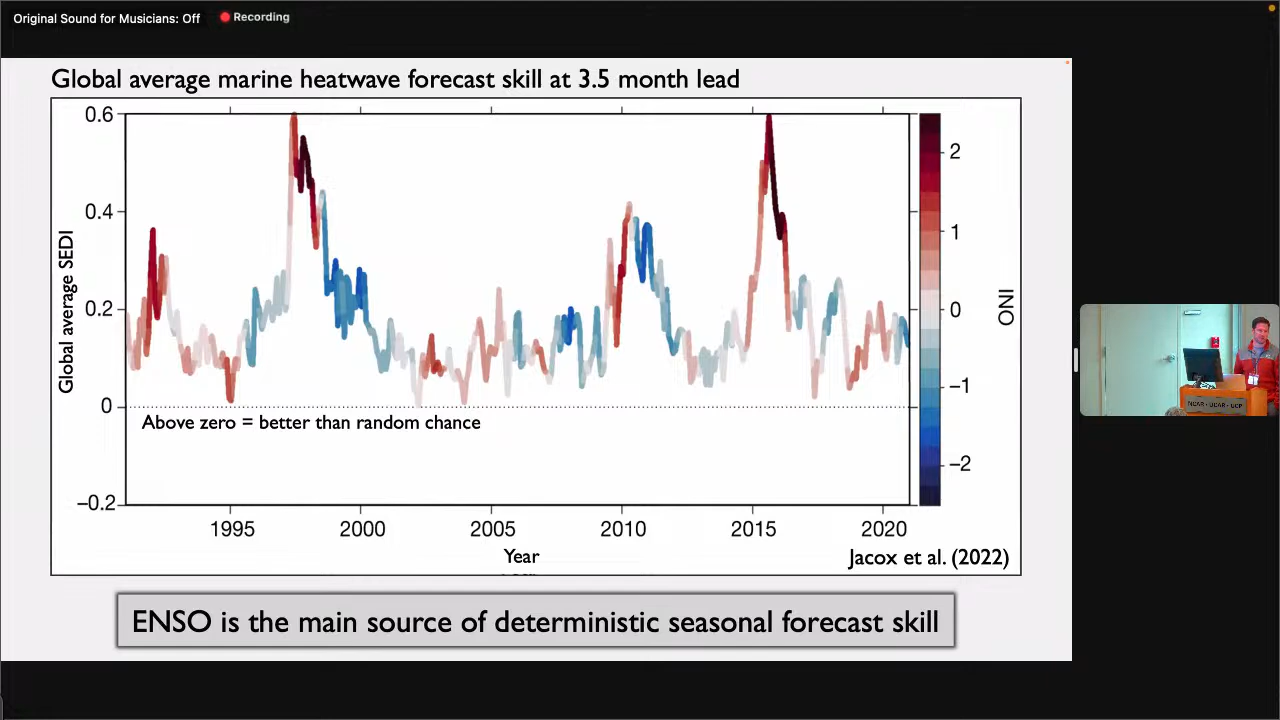 Original Sound for Musicians: Off
Recording
Global average marine heatwave forecast skill at 3.5 month lead
0.6
0.4
0.2
0
−0.2
Global average SEDI
Above zero = better than random chance
1995 2000 2005 2010 2015 2020
Year
2
1
0
−1
−2
ONI
Jacox et al. (2022)
ENSO is the main source of deterministic seasonal forecast skill
NCAR • UCAR • UCP